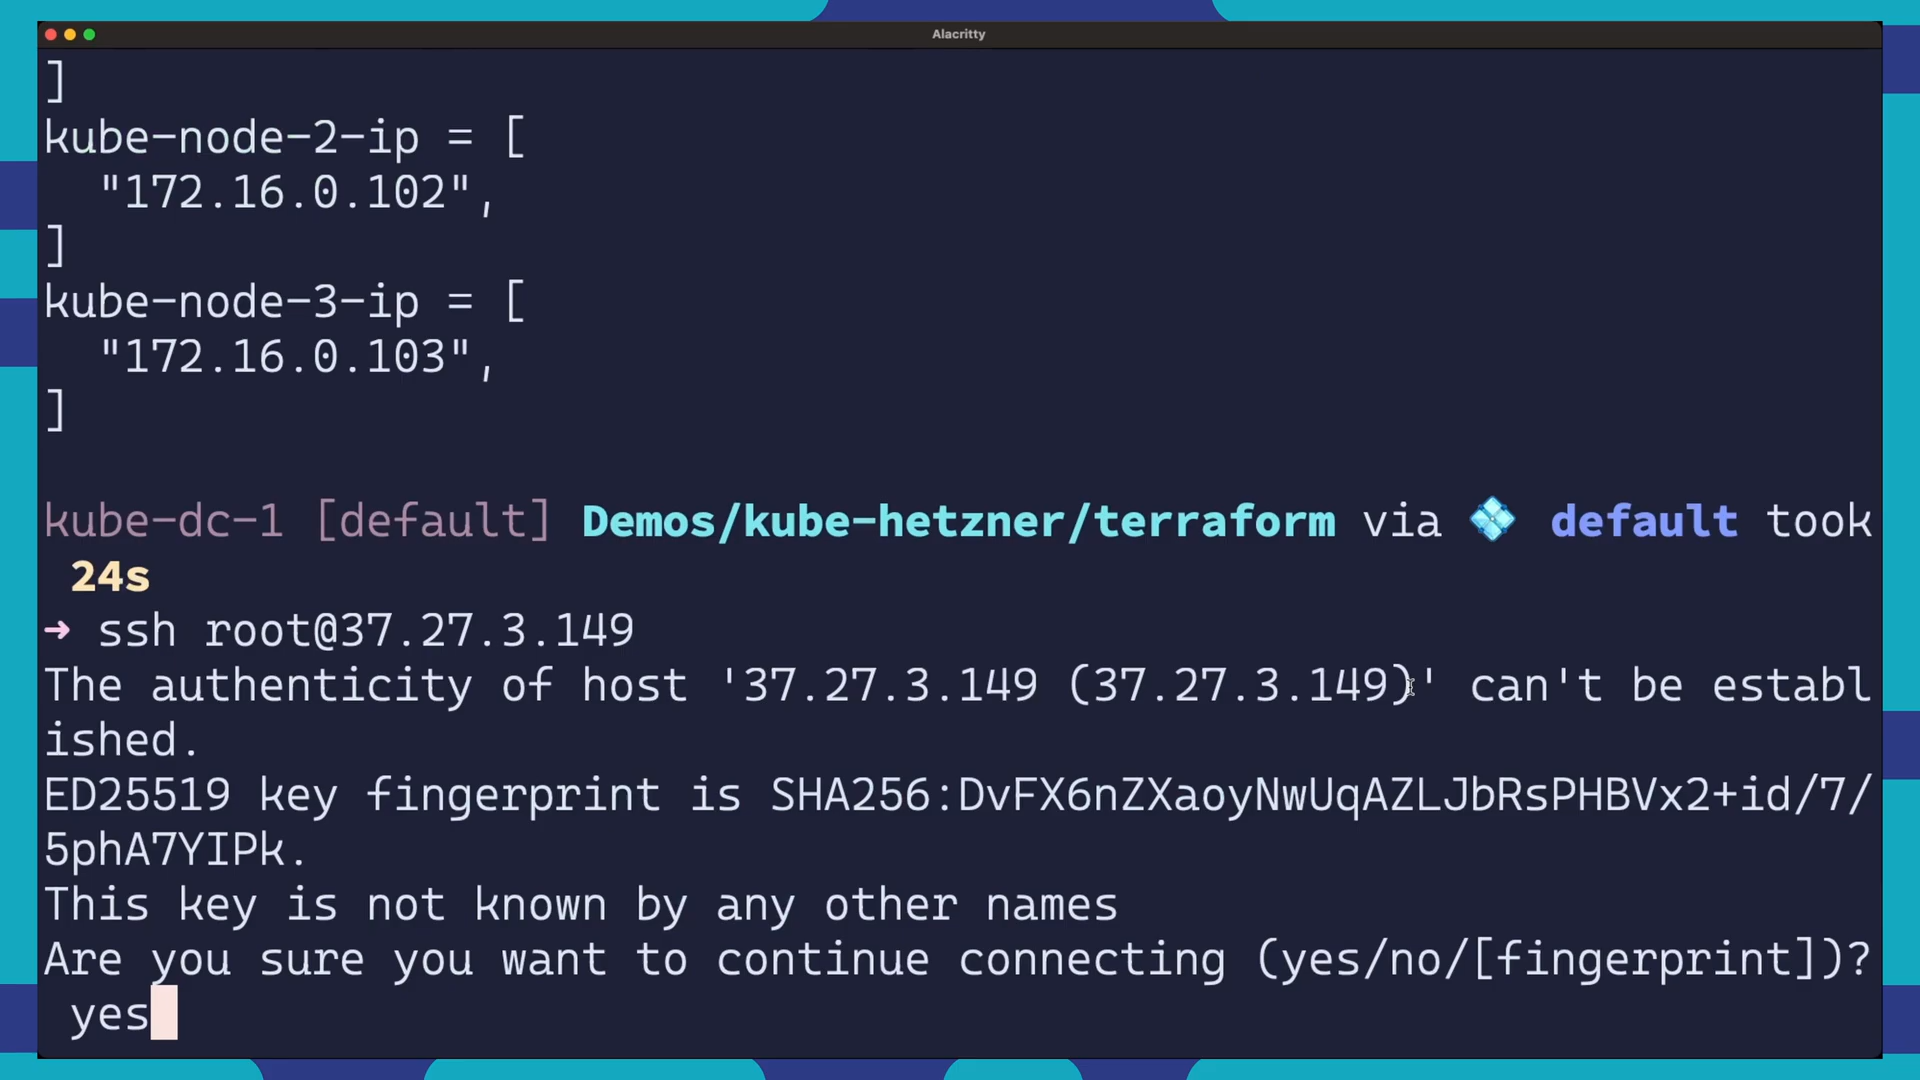 Alacritty
]
kube-node-2-ip = [
  "172.16.0.102",
]
kube-node-3-ip = [
  "172.16.0.103",
]
kube-dc-1 [default] Demos/kube-hetzner/terraform via 💠 default took
 24s
➜ ssh root@37.27.3.149
The authenticity of host '37.27.3.149 (37.27.3.149)' can't be establ
ished.
ED25519 key fingerprint is SHA256:DvFX6nZXaoyNwUqAZLJbRsPHBVx2+id/7/
5phA7YIPk.
This key is not known by any other names
Are you sure you want to continue connecting (yes/no/[fingerprint])?
 yes